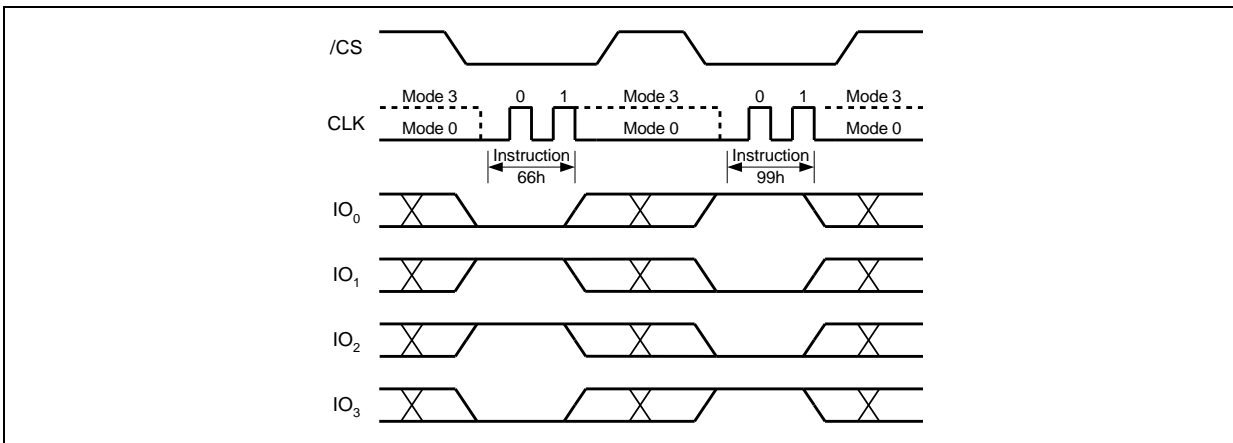 /CS
Mode 3 0 1 Mode 3 0 1 Mode 3
CLK
Mode 0 Mode 0 Mode 0
Instruction Instruction
66h 99h
IO0
IO1
IO2
IO3